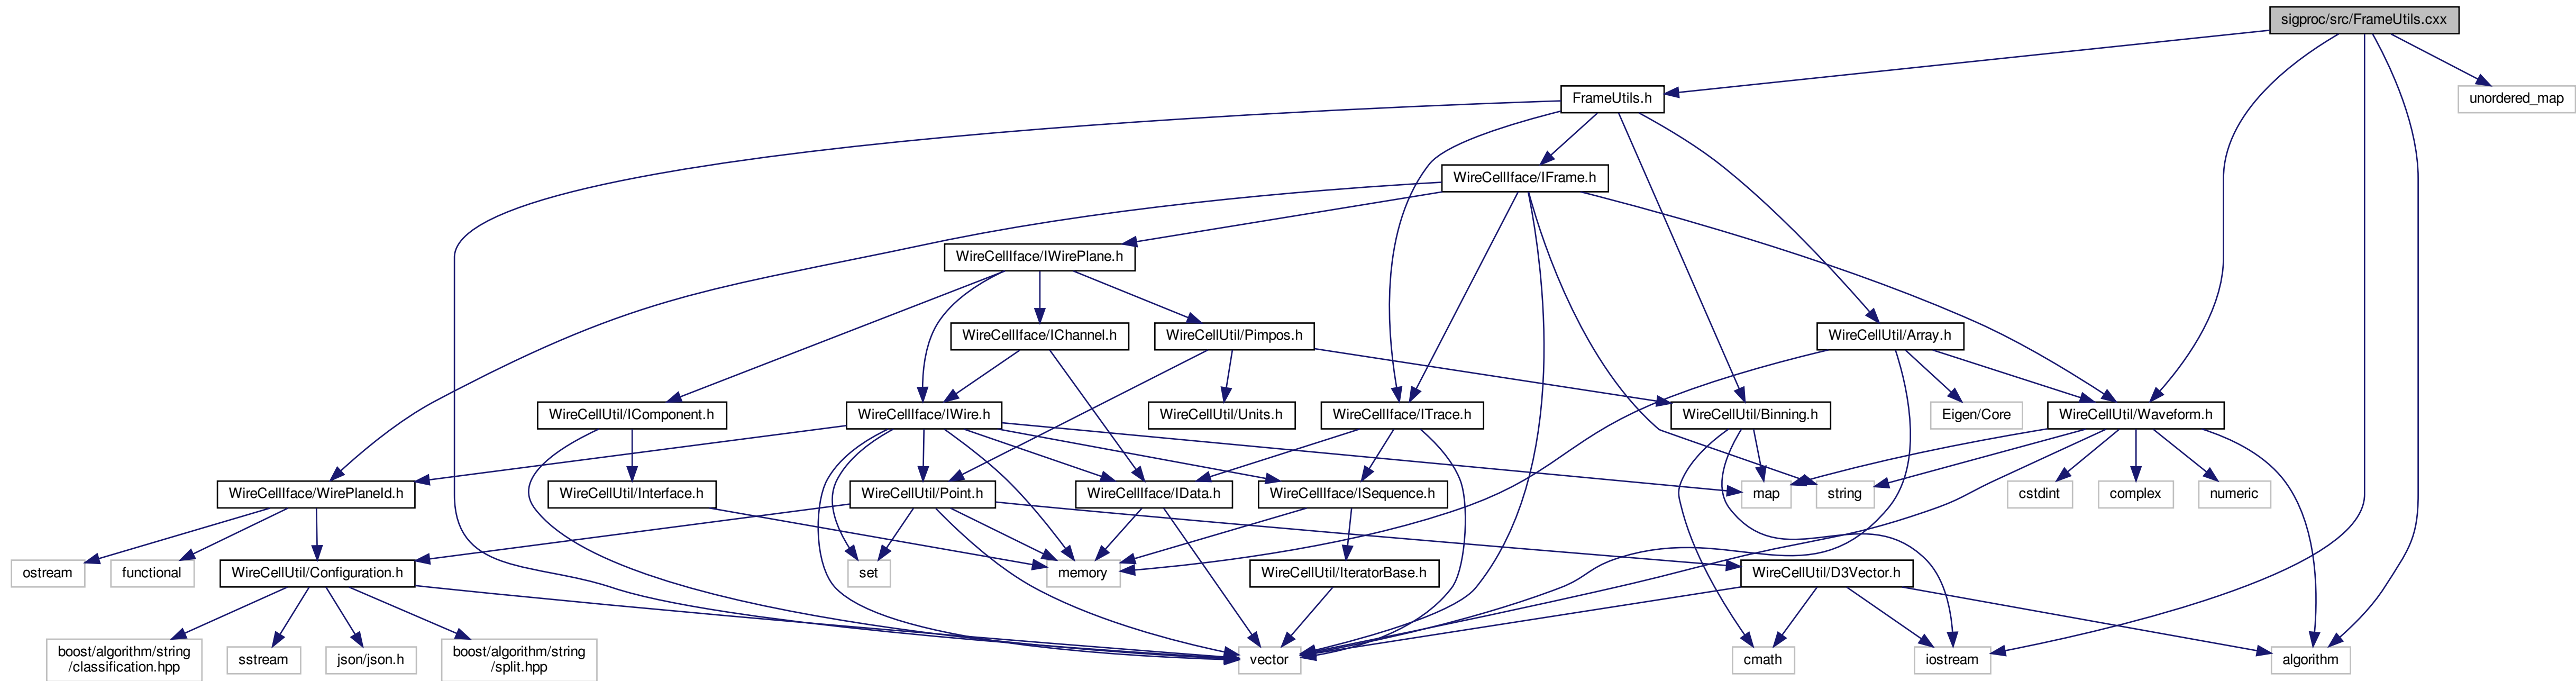 sigproc/src/FrameUtils.cxx
FrameUtils.h
unordered_map
WireCellIface/IFrame.h
WireCellIface/IWirePlane.h
WireCellIface/IChannel.h
WireCellUtil/Pimpos.h
WireCellUtil/Array.h
WireCellUtil/IComponent.h
WireCellIface/IWire.h
WireCellUtil/Units.h
WireCellIface/ITrace.h
WireCellUtil/Binning.h
Eigen/Core
WireCellUtil/Waveform.h
WireCellIface/WirePlaneId.h
WireCellUtil/Interface.h
WireCellUtil/Point.h
WireCellIface/IData.h
WireCellIface/ISequence.h
map
string
cstdint
complex
numeric
ostream
functional
WireCellUtil/Configuration.h
set
memory
WireCellUtil/IteratorBase.h
WireCellUtil/D3Vector.h
boost/algorithm/string
/classification.hpp
sstream
json/json.h
boost/algorithm/string
/split.hpp
vector
cmath
iostream
algorithm